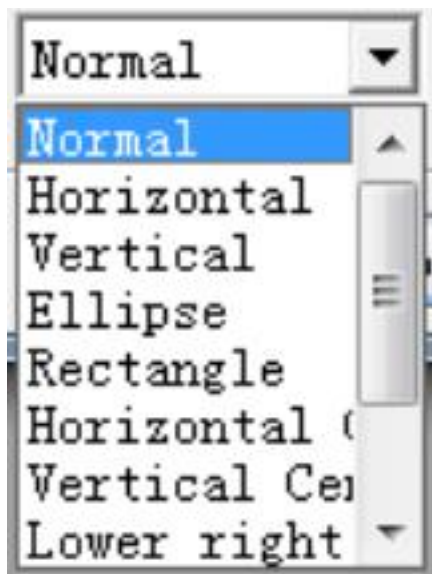 Normal
Normal
Horizontal
Vertical
Ellipse
Rectangle
Horizontal
Vertical
Lower right